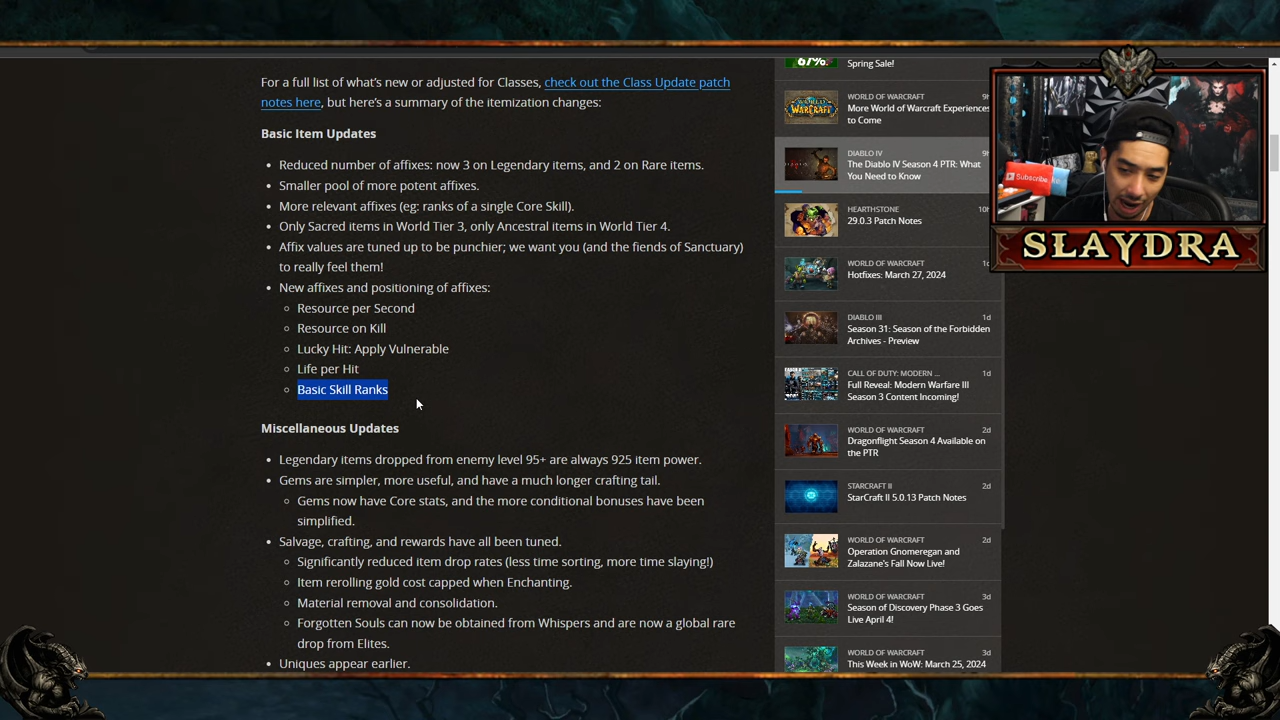 For a full list of what's new or adjusted for Classes, check out the Class Update patch
notes here, but here's a summary of the itemization changes:
Basic Item Updates
Reduced number of affixes: now 3 on Legendary items, and 2 on Rare items.
Smaller pool of more potent affixes.
More relevant affixes (eg: ranks of a single Core Skill).
Only Sacred items in World Tier 3, only Ancestral items in World Tier 4.
Affix values are tuned up to be punchier; we want you (and the fiends of Sanctuary)
to really feel them!
New affixes and positioning of affixes:
Resource per Second
Resource on Kill
Lucky Hit: Apply Vulnerable
Life per Hit
Basic Skill Ranks
Miscellaneous Updates
Legendary items dropped from enemy level 95+ are always 925 item power.
Gems are simpler, more useful, and have a much longer crafting tail.
Gems now have Core stats, and the more conditional bonuses have been
simplified.
Salvage, crafting, and rewards have all been tuned.
Significantly reduced item drop rates (less time sorting, more time slaying!)
Item rerolling gold cost capped when Enchanting.
Material removal and consolidation.
Forgotten Souls can now be obtained from Whispers and are now a global rare
drop from Elites.
Uniques appear earlier.
67%.
Spring Sale!
WORLD OF WARCRAFT 9h
More World of Warcraft Experiences
to Come
DIABLO IV 9h
The Diablo IV Season 4 PTR: What
You Need to Know
HEARTHSTONE 10h
29.0.3 Patch Notes
WORLD OF WARCRAFT 1d
Hotfixes: March 27, 2024
DIABLO III 1d
Season 31: Season of the Forbidden
Archives - Preview
CALL OF DUTY: MODERN ... 1d
Full Reveal: Modern Warfare III
Season 3 Content Incoming!
WORLD OF WARCRAFT 2d
Dragonflight Season 4 Available on
the PTR
STARCRAFT II 2d
StarCraft II 5.0.13 Patch Notes
WORLD OF WARCRAFT 2d
Operation Gnomeregan and
Zalazane's Fall Now Live!
WORLD OF WARCRAFT 3d
Season of Discovery Phase 3 Goes
Live April 4!
WORLD OF WARCRAFT 3d
This Week in WoW: March 25, 2024
Subscribe
SLAYDRA